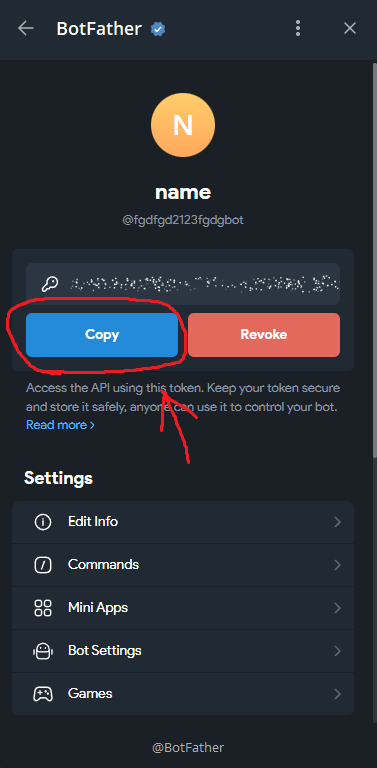 BotFather
N
name
@fgdfgd2123fgdgbot
Copy
Revoke
Access the API using this token. Keep your token secure
and store it safely, anyone can use it to control your bot.
Read more >
Settings
Edit Info
Commands
Mini Apps
Bot Settings
Games
@BotFather